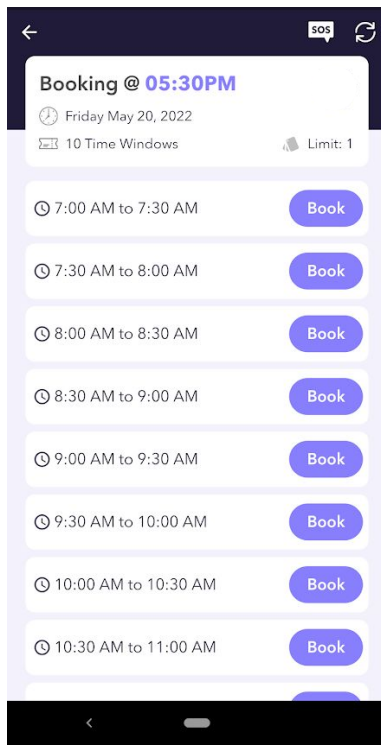 SOS
Booking @ 05:30PM
Friday May 20, 2022
10 Time Windows Limit: 1
7:00 AM to 7:30 AM Book
7:30 AM to 8:00 AM Book
8:00 AM to 8:30 AM Book
8:30 AM to 9:00 AM Book
9:00 AM to 9:30 AM Book
9:30 AM to 10:00 AM Book
10:00 AM to 10:30 AM Book
10:30 AM to 11:00 AM Book